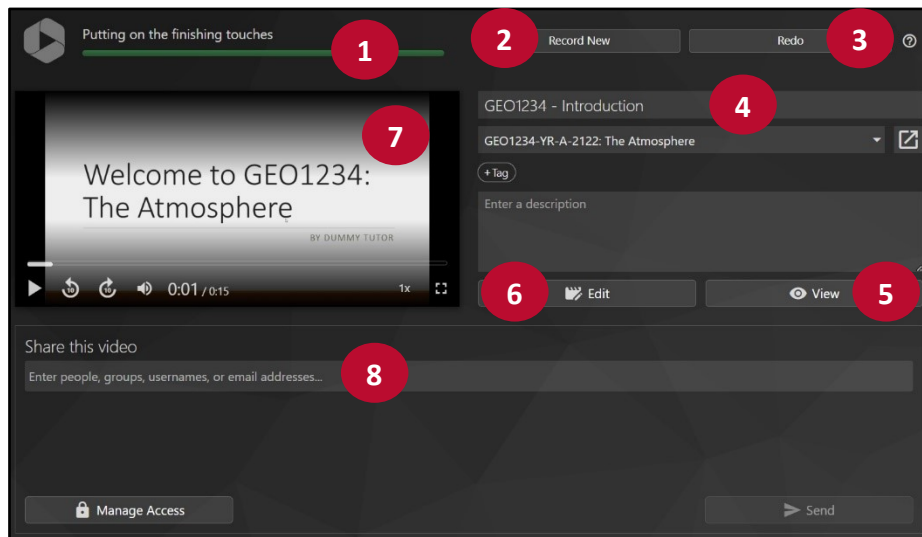 Putting on the finishing touches
1
2
Record New
Redo
3
GEO1234 - Introduction
4
GEO1234-YR-A-2122: The Atmosphere
+Tag
Enter a description
7
Welcome to GEO1234:
The Atmosphere
BY DUMMY TUTOR
10
10
0:01 / 0:15
1x
6
Edit
View
5
Share this video
Enter people, groups, usernames, or email addresses...
8
Manage Access
Send